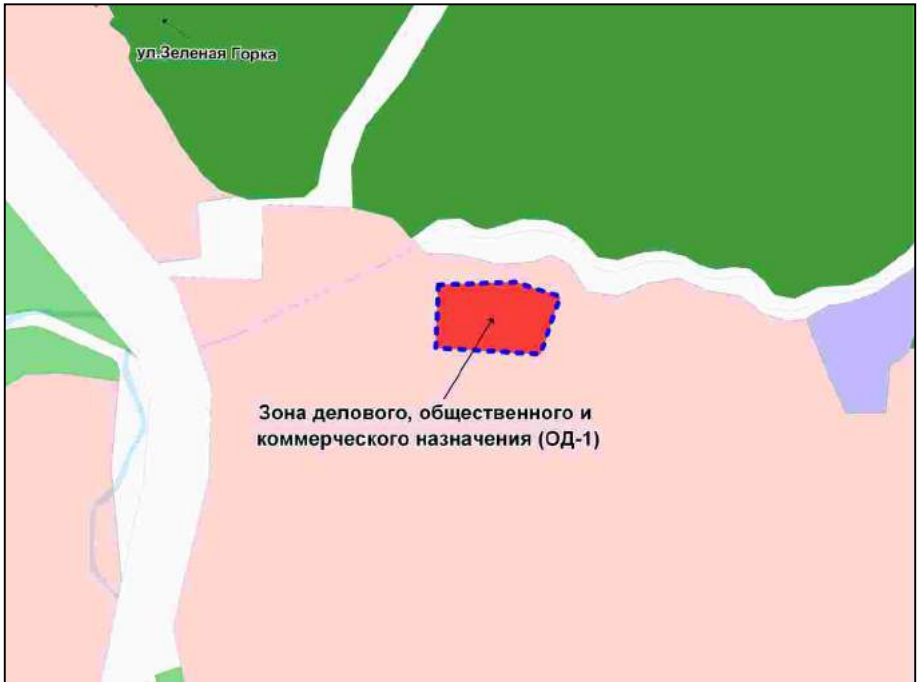 ул.Зеленая Горка
Зона делового, общественного и
коммерческого назначения (ОД-1)